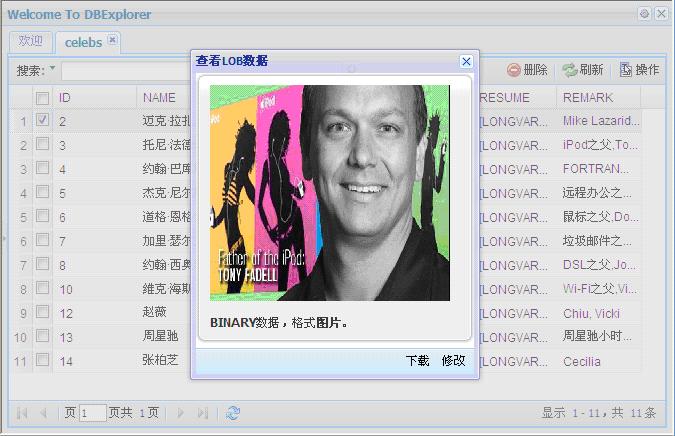 Welcome To DBExplorer
欢迎 celebs
搜索:
删除 刷新 操作
查看LOB数据
iPod
Father of the iPod:
TONY FADELL
BINARY数据，格式图片。
下载 修改
ID NAME RESUME REMARK
1 2 迈克·拉扎 [LONGVAR... Mike Lazarid...
2 3 托尼·法德 [LONGVAR... iPod之父,To...
3 4 约翰·巴库 [LONGVAR... FORTRAN...
4 5 杰克·尼尔 [LONGVAR... 远程办公之...
5 6 道格·恩格 [LONGVAR... 鼠标之父,Do...
6 7 加里·瑟尔 [LONGVAR... 垃圾邮件之...
7 8 约翰·西奥 [LONGVAR... DSL之父,Jo...
8 10 维克·海斯 [LONGVAR... Wi-Fi之父,Vi...
9 12 赵薇 [LONGVAR... Chiu, Vicki
10 13 周星驰 [LONGVAR... 周星驰小时...
11 14 张柏芝 [LONGVAR... Cecilia
页 1 页共 1 页
显示 1 - 11，共 11 条